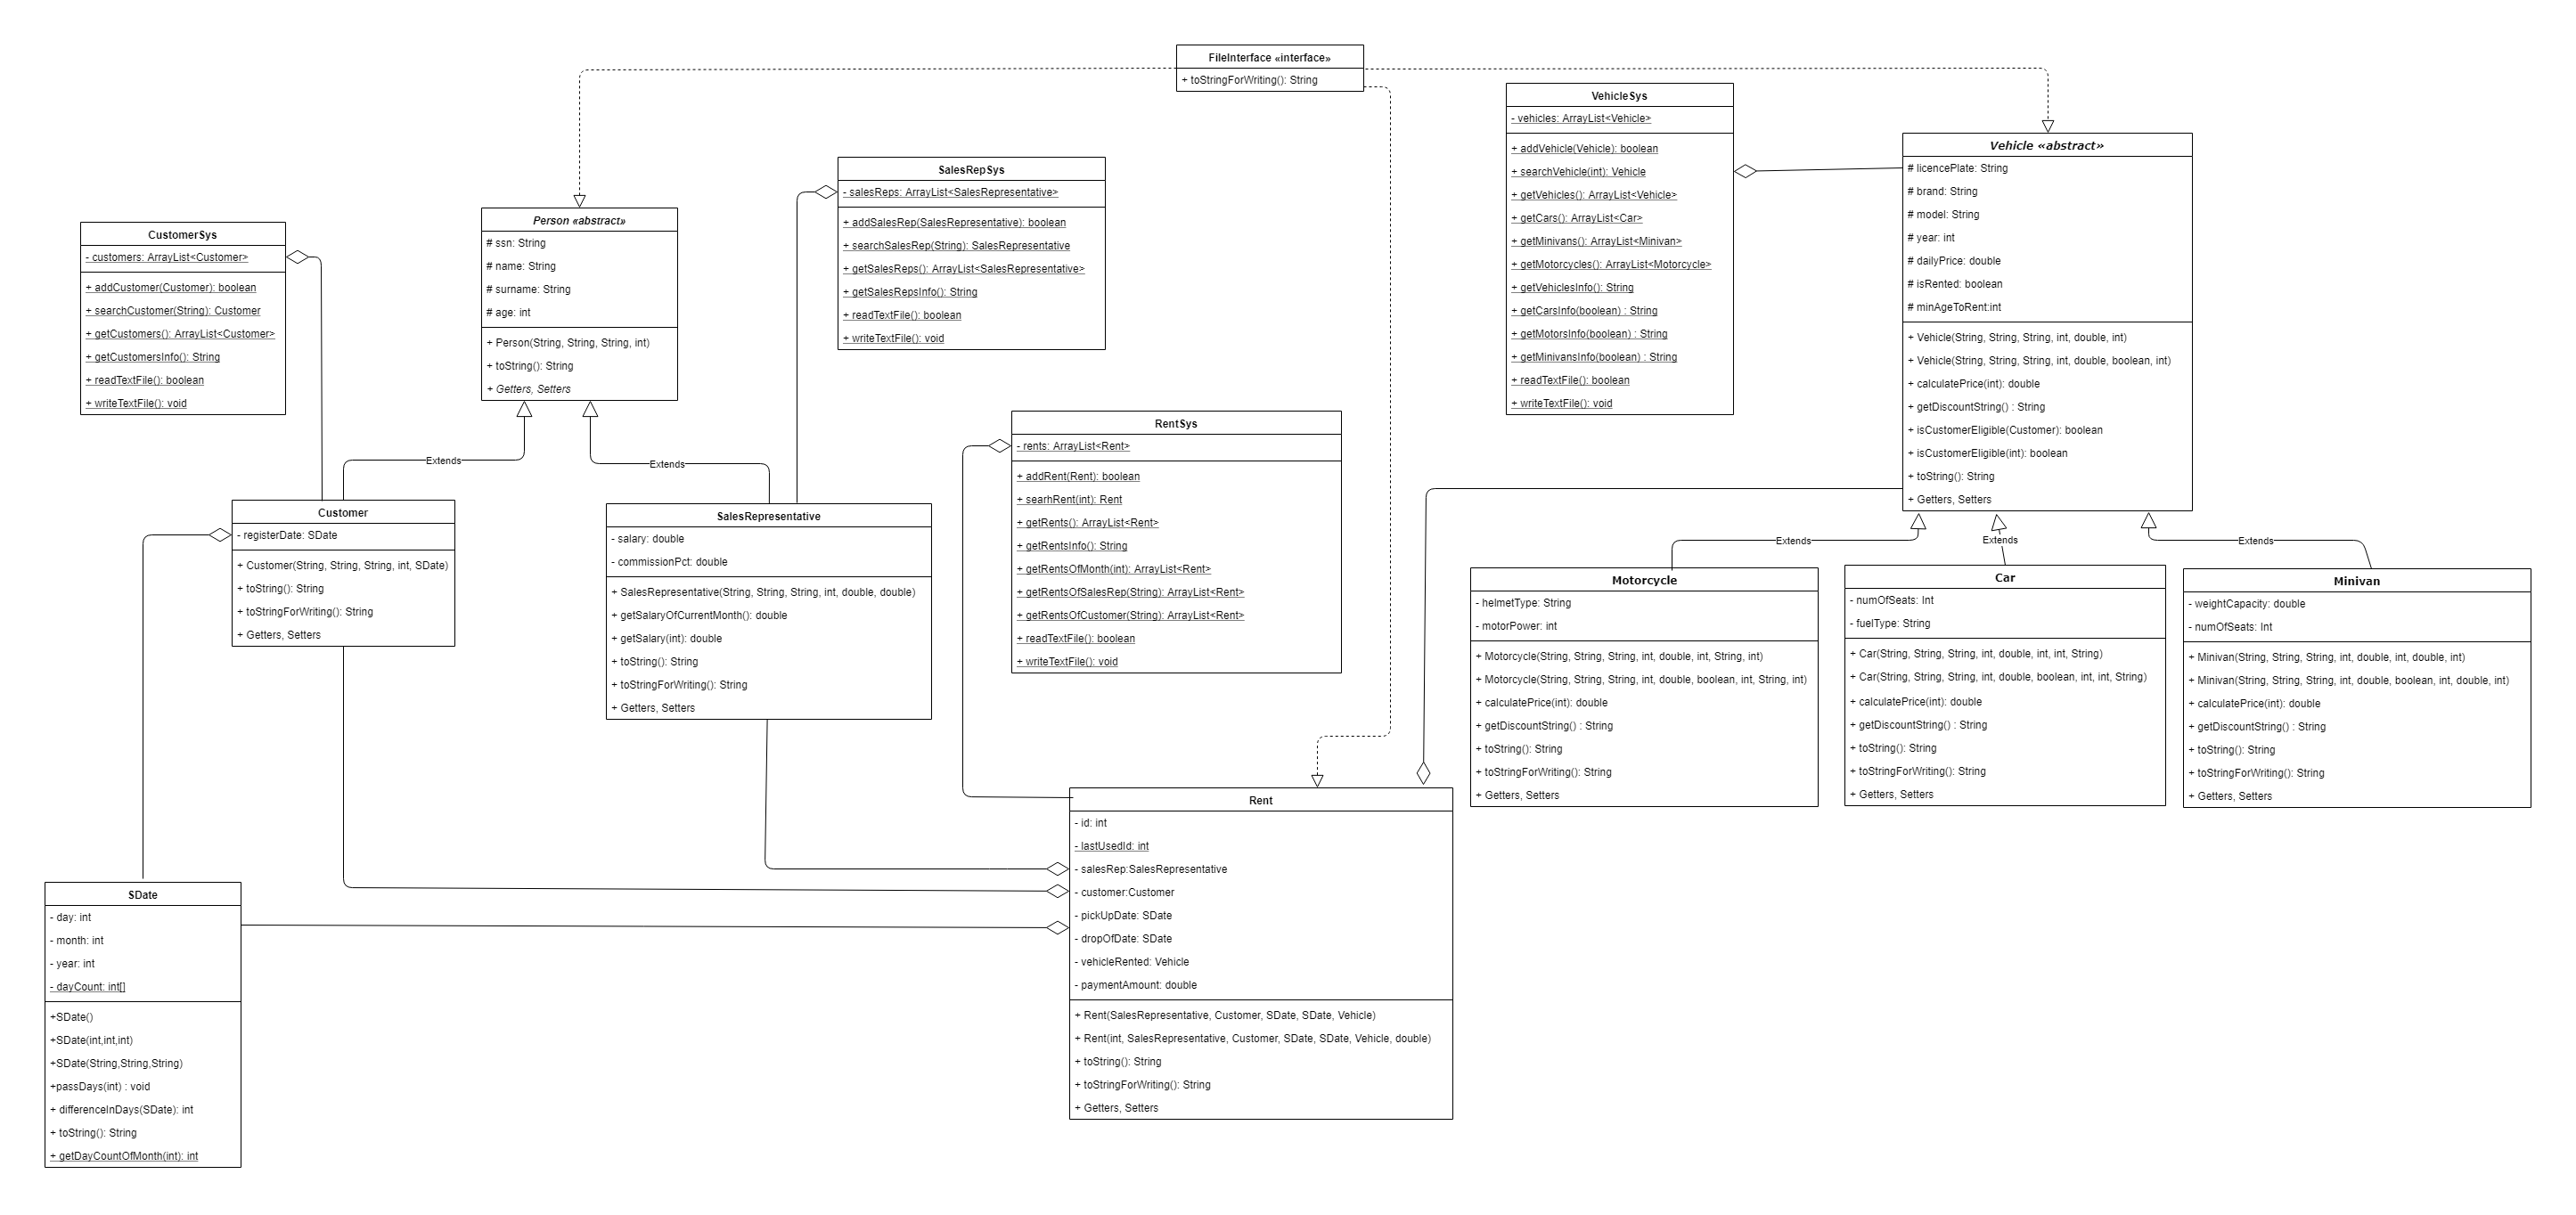 FileInterface «interface»
+ toStringForWriting(): String
VehicleSys
- vehicles: ArrayList<Vehicle>
+ addVehicle(Vehicle): boolean
+ searchVehicle(int): Vehicle
+ getVehicles(): ArrayList<Vehicle>
+ getCars(): ArrayList<Car>
+ getMinivans(): ArrayList<Minivan>
+ getMotorcycles(): ArrayList<Motorcycle>
+ getVehiclesInfo(): String
+ getCarsInfo(boolean) : String
+ getMotorsInfo(boolean) : String
+ getMinivansInfo(boolean) : String
+ readTextFile(): boolean
+ writeTextFile(): void
Vehicle «abstract»
# licencePlate: String
# brand: String
# model: String
# year: int
# dailyPrice: double
# isRented: boolean
# minAgeToRent:int
+ Vehicle(String, String, String, int, double, int)
+ Vehicle(String, String, String, int, double, boolean, int)
+ calculatePrice(int): double
+ getDiscountString() : String
+ isCustomerEligible(Customer): boolean
+ isCustomerEligible(int): boolean
+ toString(): String
+ Getters, Setters
SalesRepSys
- salesReps: ArrayList<SalesRepresentative>
+ addSalesRep(SalesRepresentative): boolean
+ searchSalesRep(String): SalesRepresentative
+ getSalesReps(): ArrayList<SalesRepresentative>
+ getSalesRepsInfo(): String
+ readTextFile(): boolean
+ writeTextFile(): void
Person «abstract»
# ssn: String
# name: String
# surname: String
# age: int
+ Person(String, String, String, int)
+ toString(): String
+ Getters, Setters
CustomerSys
- customers: ArrayList<Customer>
+ addCustomer(Customer): boolean
+ searchCustomer(String): Customer
+ getCustomers(): ArrayList<Customer>
+ getCustomersInfo(): String
+ readTextFile(): boolean
+ writeTextFile(): void
RentSys
- rents: ArrayList<Rent>
+ addRent(Rent): boolean
+ searhRent(int): Rent
+ getRents(): ArrayList<Rent>
+ getRentsInfo(): String
+ getRentsOfMonth(int): ArrayList<Rent>
+ getRentsOfSalesRep(String): ArrayList<Rent>
+ getRentsOfCustomer(String): ArrayList<Rent>
+ readTextFile(): boolean
+ writeTextFile(): void
Extends
Extends
Customer
- registerDate: SDate
+ Customer(String, String, String, int, SDate)
+ toString(): String
+ toStringForWriting(): String
+ Getters, Setters
SalesRepresentative
- salary: double
- commissionPct: double
+ SalesRepresentative(String, String, String, int, double, double)
+ getSalaryOfCurrentMonth(): double
+ getSalary(int): double
+ toString(): String
+ toStringForWriting(): String
+ Getters, Setters
Extends
Extends
Extends
Motorcycle
- helmetType: String
- motorPower: int
+ Motorcycle(String, String, String, int, double, int, String, int)
+ Motorcycle(String, String, String, int, double, boolean, int, String, int)
+ calculatePrice(int): double
+ getDiscountString() : String
+ toString(): String
+ toStringForWriting(): String
+ Getters, Setters
Car
- numOfSeats: Int
- fuelType: String
+ Car(String, String, String, int, double, int, int, String)
+ Car(String, String, String, int, double, boolean, int, int, String)
+ calculatePrice(int): double
+ getDiscountString() : String
+ toString(): String
+ toStringForWriting(): String
+ Getters, Setters
Minivan
- weightCapacity: double
- numOfSeats: Int
+ Minivan(String, String, String, int, double, int, double, int)
+ Minivan(String, String, String, int, double, boolean, int, double, int)
+ calculatePrice(int): double
+ getDiscountString() : String
+ toString(): String
+ toStringForWriting(): String
+ Getters, Setters
Rent
- id: int
- lastUsedId: int
- salesRep:SalesRepresentative
- customer:Customer
- pickUpDate: SDate
- dropOfDate: SDate
- vehicleRented: Vehicle
- paymentAmount: double
+ Rent(SalesRepresentative, Customer, SDate, SDate, Vehicle)
+ Rent(int, SalesRepresentative, Customer, SDate, SDate, Vehicle, double)
+ toString(): String
+ toStringForWriting(): String
+ Getters, Setters
SDate
- day: int
- month: int
- year: int
- dayCount: int[]
+SDate()
+SDate(int,int,int)
+SDate(String,String,String)
+passDays(int) : void
+ differenceInDays(SDate): int
+ toString(): String
+ getDayCountOfMonth(int): int